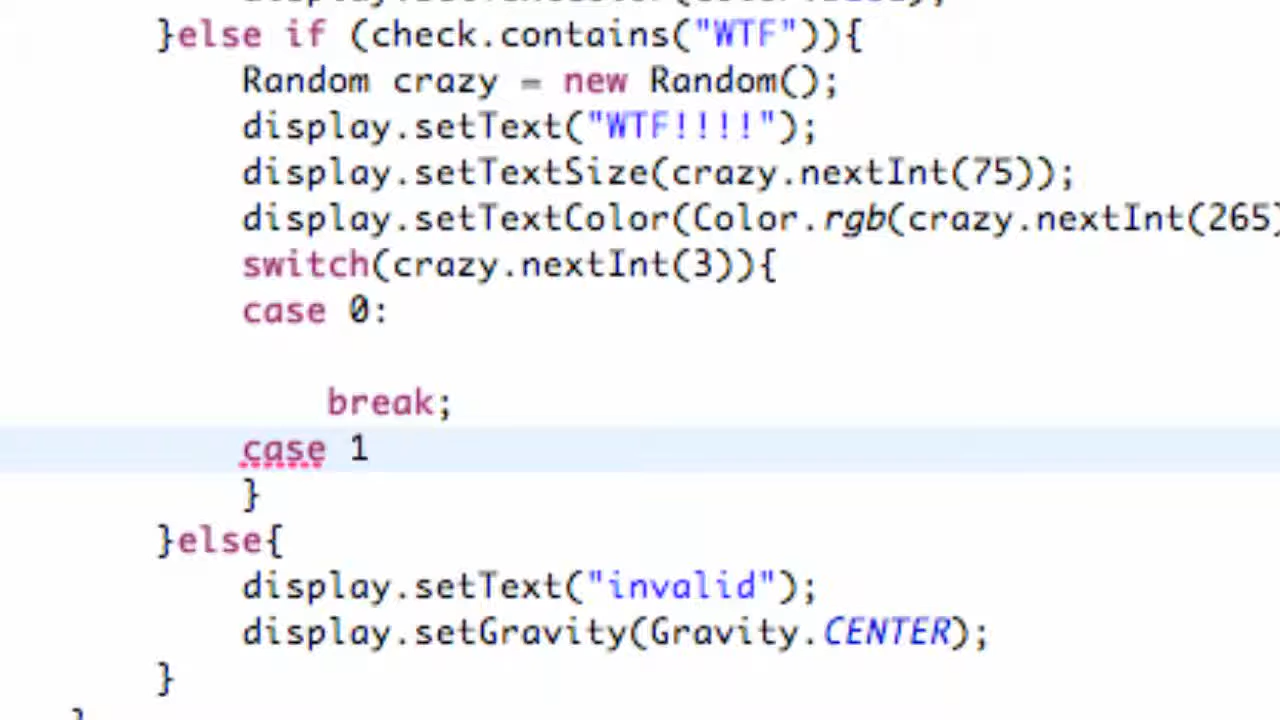 }else if (check.contains("WTF")){
Random crazy = new Random();
display.setText("WTF!!!!");
display.setTextSize(crazy.nextInt(75));
display.setTextColor(Color.rgb(crazy.nextInt(265)
switch(crazy.nextInt(3)){
case 0:
break;
case 1
}
}else{
display.setText("invalid");
display.setGravity(Gravity.CENTER);
}